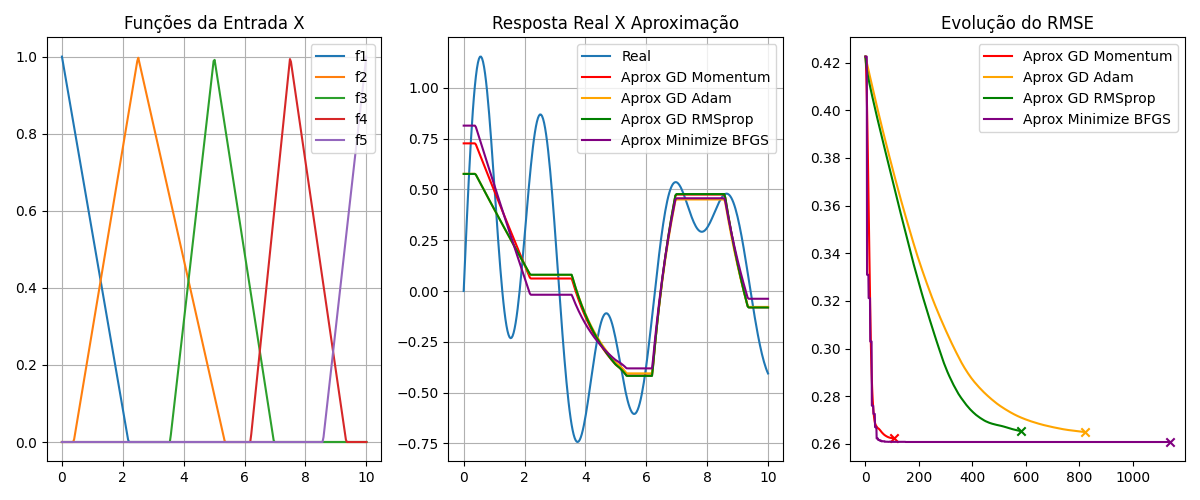 Funções da Entrada X
1.0
0.8
0.6
0.4
0.2
0.0
0 2 4 6 8 10
f1
f2
f3
f4
f5
Resposta Real X Aproximação
1.00
0.75
0.50
0.25
0.00
−0.25
−0.50
−0.75
0 2 4 6 8 10
Real
Aprox GD Momentum
Aprox GD Adam
Aprox GD RMSprop
Aprox Minimize BFGS
Evolução do RMSE
0.42
0.40
0.38
0.36
0.34
0.32
0.30
0.28
0.26
0 200 400 600 800 1000
Aprox GD Momentum
Aprox GD Adam
Aprox GD RMSprop
Aprox Minimize BFGS